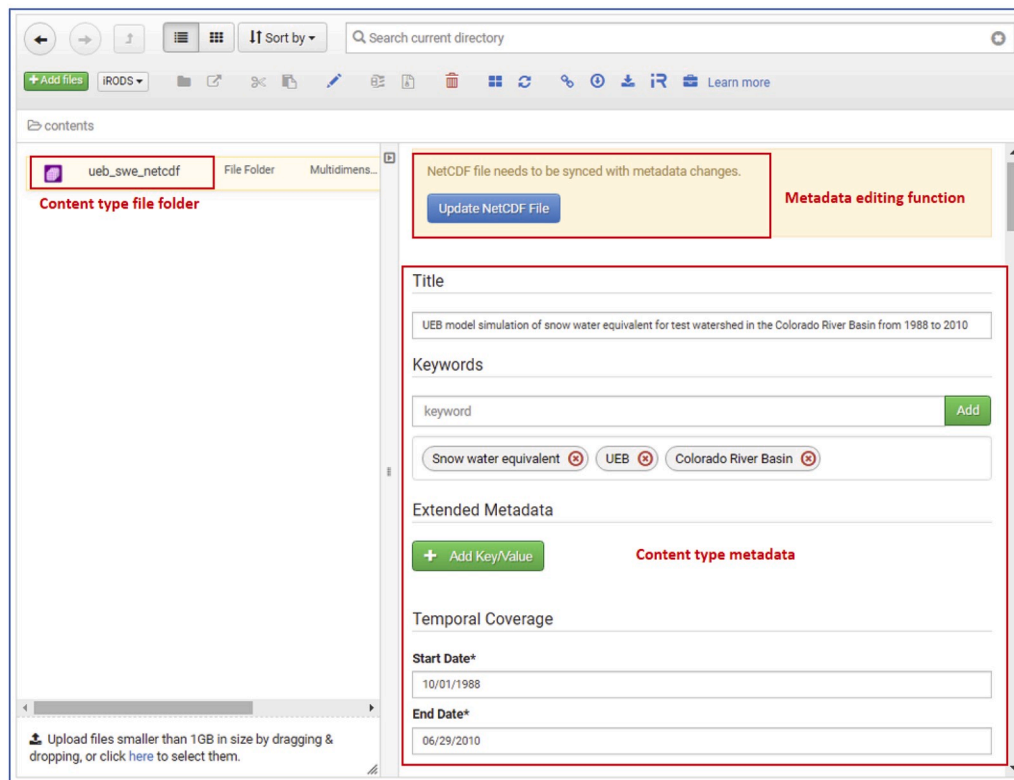 Sort by
Search current directory
Add files
iRODS
iR
Learn more
contents
ueb_swe_netcdf
File Folder
Multidimens...
Content type file folder
NetCDF file needs to be synced with metadata changes.
Update NetCDF File
Metadata editing function
Title
UEB model simulation of snow water equivalent for test watershed in the Colorado River Basin from 1988 to 2010
Keywords
keyword
Add
Snow water equivalent
UEB
Colorado River Basin
Extended Metadata
Add Key/Value
Content type metadata
Temporal Coverage
Start Date*
10/01/1988
End Date*
06/29/2010
Upload files smaller than 1GB in size by dragging &
dropping, or click here to select them.